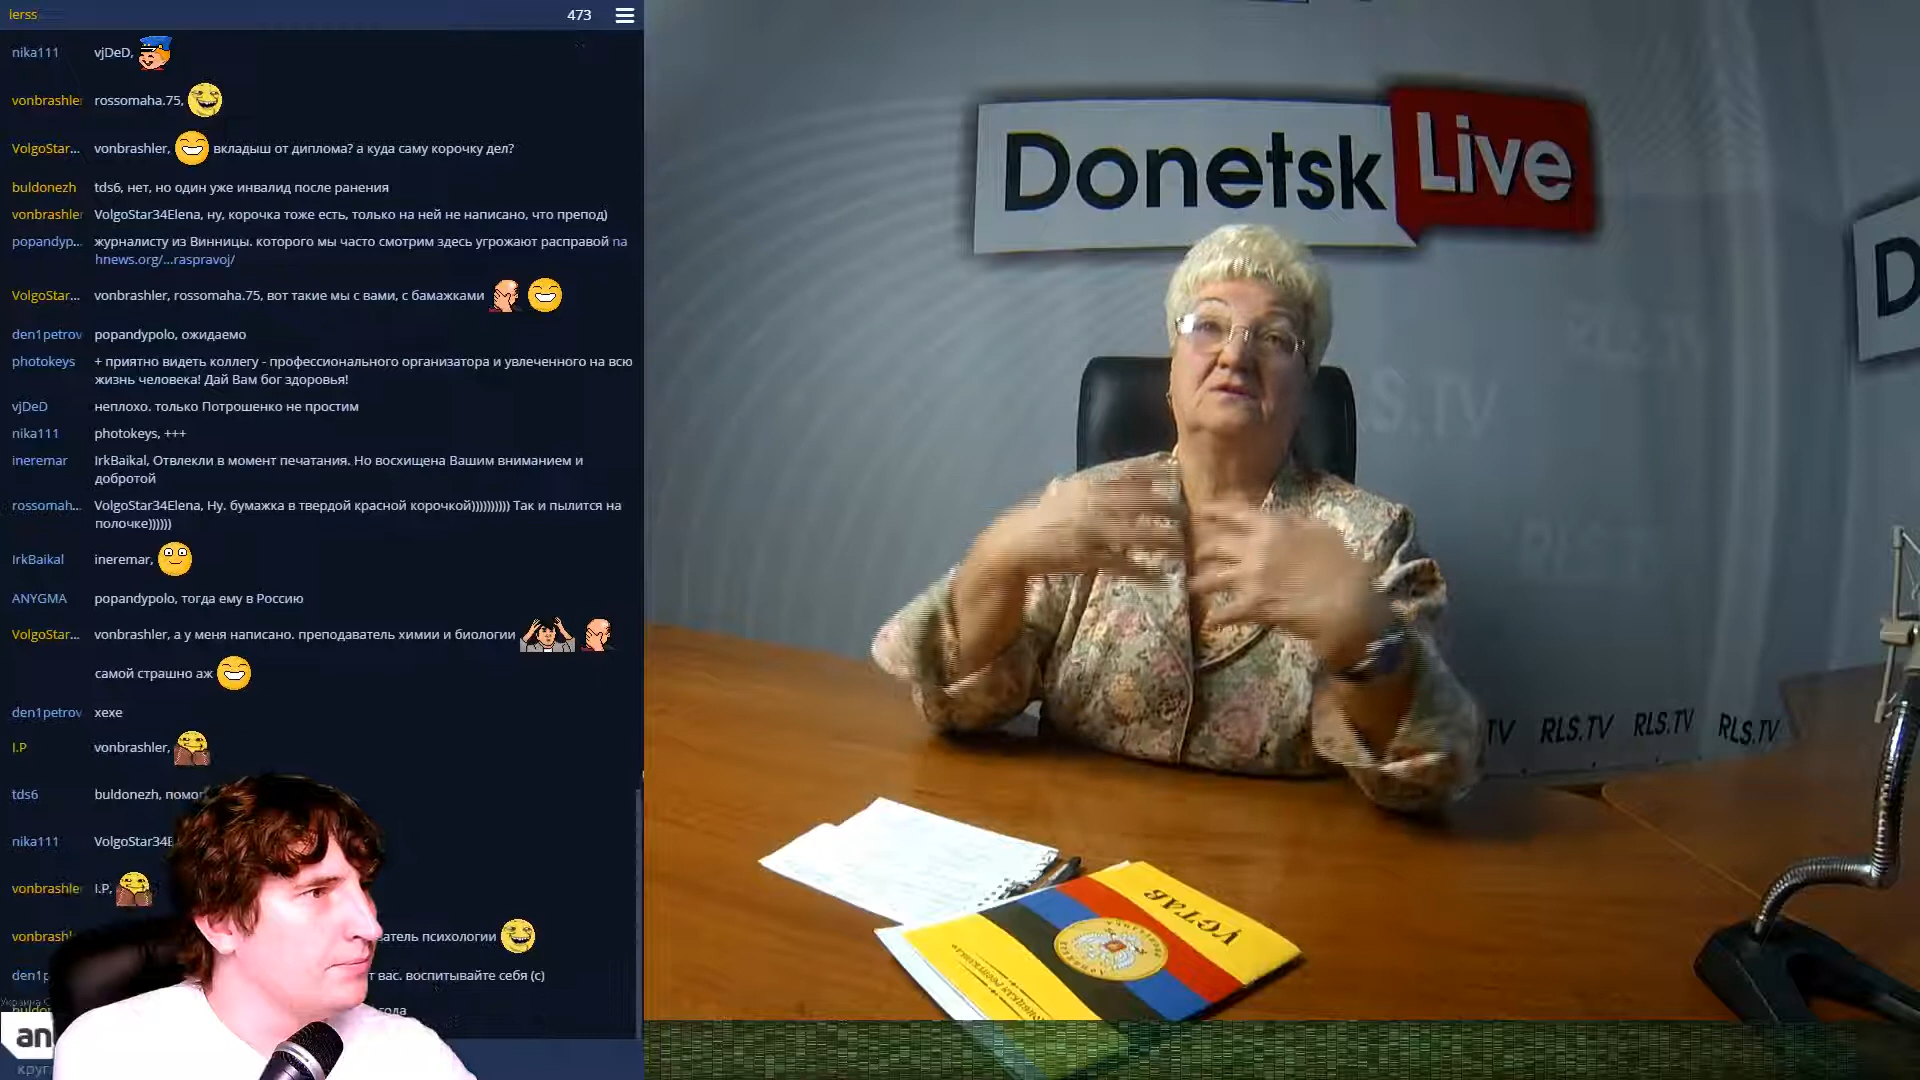 ierss
473
nika111 vjDeD,
vonbrashler rossomaha.75,
VolgoStar... vonbrashler, вкладыш от диплома? а куда саму корочку дел?
buldonezh tds6, нет, но один уже инвалид после ранения
vonbrashler VolgoStar34Elena, ну, корочка тоже есть, только на ней не написано, что препод)
popandyp... журналисту из Винницы. которого мы часто смотрим здесь угрожают расправой na
hnews.org/...raspravoj/
VolgoStar... vonbrashler, rossomaha.75, вот такие мы с вами, с бамажками
den1petrov popandypolo, ожидаемо
photokeys + приятно видеть коллегу - профессионального организатора и увлеченного на всю
жизнь человека! Дай Вам бог здоровья!
vjDeD неплохо. только Потрошенко не простим
nika111 photokeys, +++
ineremar IrkBaikal, Отвлекли в момент печатания. Но восхищена Вашим вниманием и
добротой
rossomah... VolgoStar34Elena, Ну. бумажка в твердой красной корочкой)))))))))) Так и пылится на
полочке))))))
IrkBaikal ineremar,
ANYGMA popandypolo, тогда ему в Россию
VolgoStar... vonbrashler, а у меня написано. преподаватель химии и биологии
самой страшно аж
den1petrov хехе
I.P vonbrashler,
tds6 buldonezh,
nika111
vonbrashler I.P,
психологии
вас. воспитывайте себя (с)
Donetsk Live
D
RLS.TV
TV RLS.TV RLS.TV RLS.TV
УСТАВ